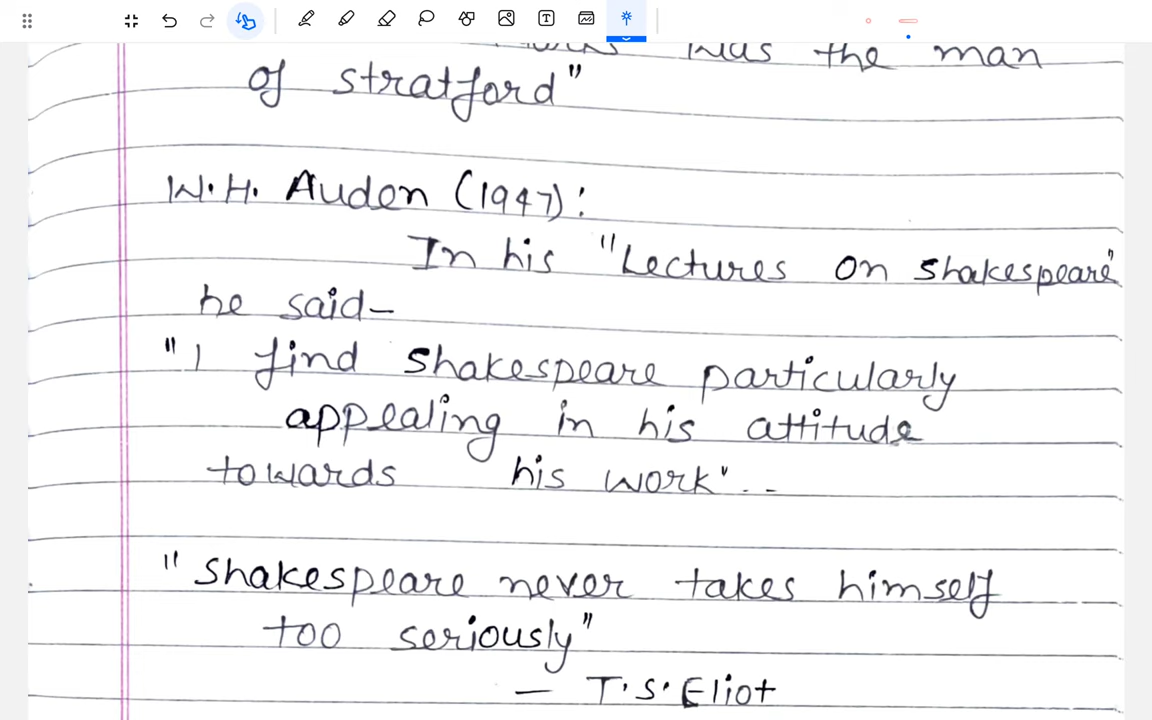 was the man
of stratford"
W.H. Auden (1947):
In his "Lectures on Shakespeare"
he said-
"I find Shakespeare particularly
appealing in his attitude
towards his work"..
"Shakespeare never takes himself
too seriously"
- T.S. Eliot